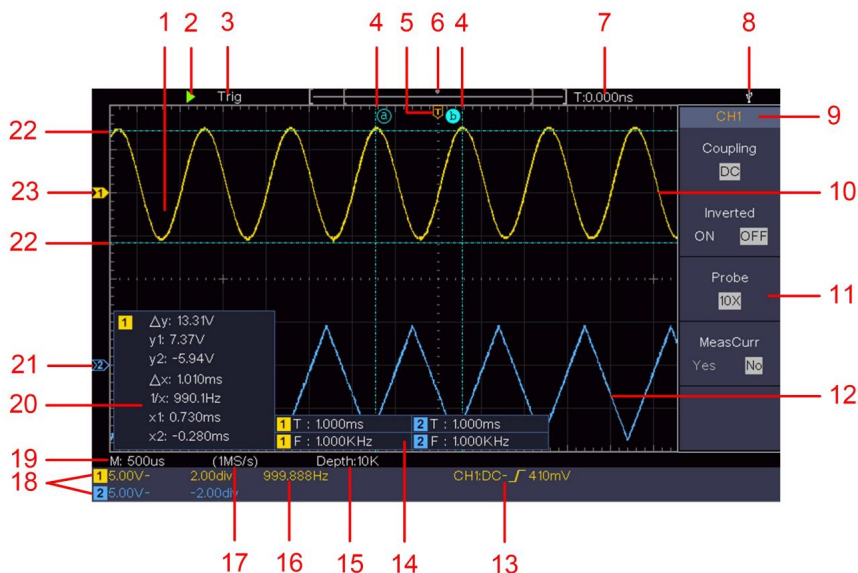 1 2 3 4 5 6 4 7 8
Trig T T:0.000ns
a b
CH1 9
22
Coupling
DC
23 1 10
Inverted
ON OFF
22
Probe
10X 11
1 Δy: 13.31V
y1: 7.37V
y2: -5.94V
MeasCurr
Yes No
21 2
Δx: 1.010ms
20 1/x: 990.1Hz 12
x1: 0.730ms
x2: -0.280ms
1 T : 1.000ms 2 T : 1.000ms
1 F : 1.000KHz 2 F : 1.000KHz
19 M: 500us (1MS/s) Depth:10K
18 1 5.00V~ 2.00div 999.888Hz CH1:DC- 410mV
2 5.00V~ -2.00div
17 16 15 14 13